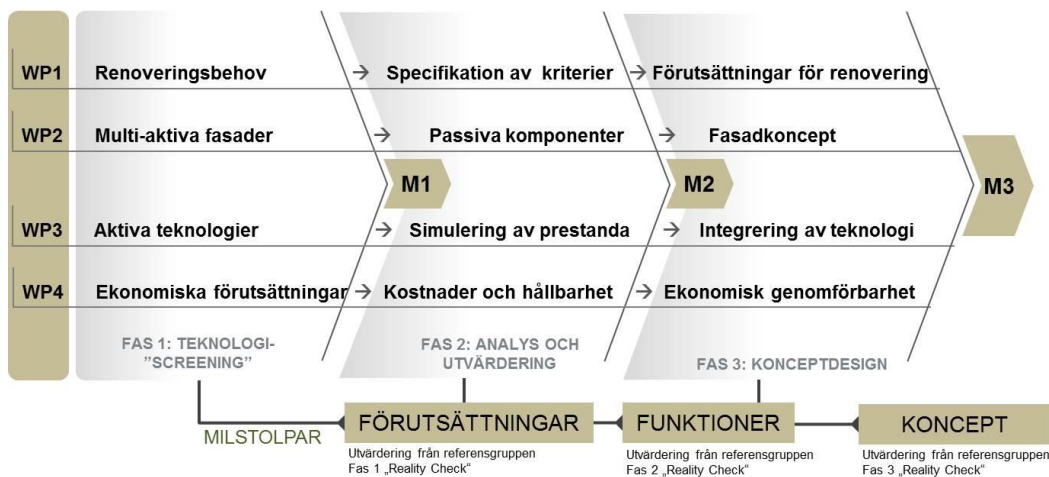 WP1 Renoveringsbehov → Specifikation av kriterier → Förutsättningar för renovering
WP2 Multi-aktiva fasader → Passiva komponenter → Fasadkoncept
M1 M2 M3
WP3 Aktiva teknologier → Simulering av prestanda → Integrering av teknologi
WP4 Ekonomiska förutsättningar → Kostnader och hållbarhet → Ekonomisk genomförbarhet
FAS 1: TEKNOLOGI-
”SCREENING”
FAS 2: ANALYS OCH
UTVÄRDERING
FAS 3: KONCEPTDESIGN
MILSTOLPAR
FÖRUTSÄTTNINGAR
Utvärdering från referensgruppen
Fas 1 „Reality Check“
FUNKTIONER
Utvärdering från referensgruppen
Fas 2 „Reality Check“
KONCEPT
Utvärdering från referensgruppen
Fas 3 „Reality Check“